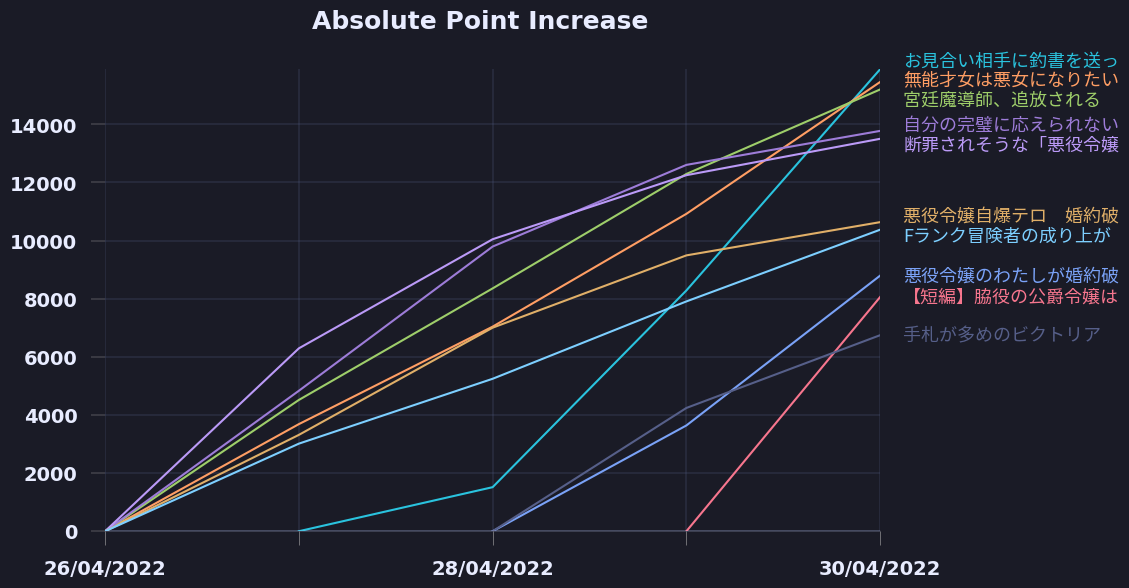 Absolute Point Increase
お見合い相手に釣書を送っ
無能才女は悪女になりたい
宮廷魔導師、追放される
自分の完璧に応えられない
断罪されそうな「悪役令嬢
悪役令嬢自爆テロ　婚約破
Fランク冒険者の成り上が
悪役令嬢のわたしが婚約破
【短編】脇役の公爵令嬢は
手札が多めのビクトリア
14000
12000
10000
8000
6000
4000
2000
0
26/04/2022
28/04/2022
30/04/2022